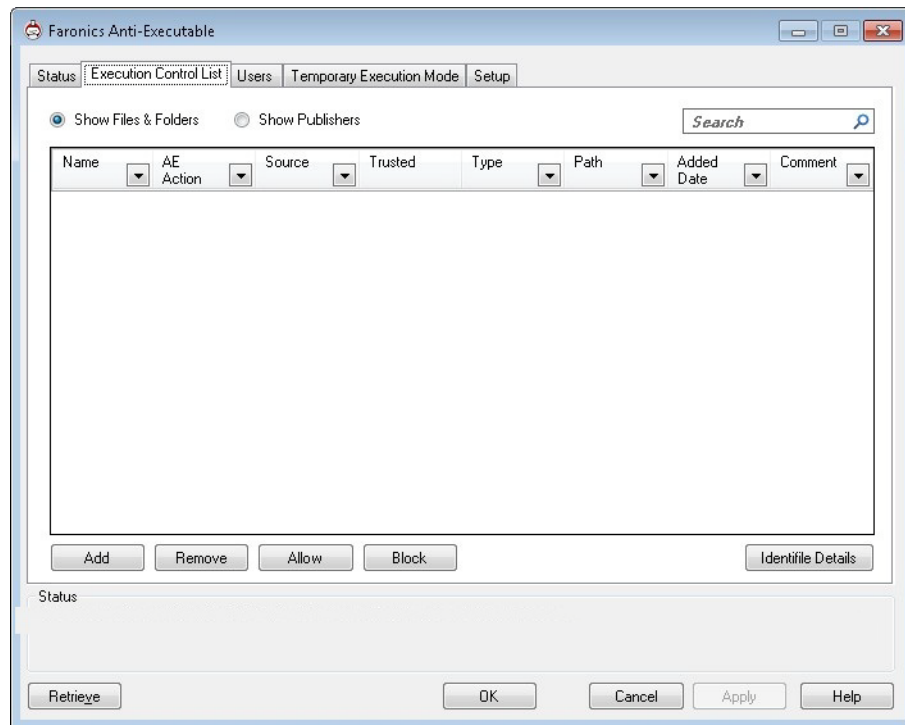 Faronics Anti-Executable
Status Execution Control List Users Temporary Execution Mode Setup
Show Files & Folders Show Publishers Search
Name AE Action Source Trusted Type Path Added Date Comment
Add Remove Allow Block Identifile Details
Status
Retrieve OK Cancel Apply Help